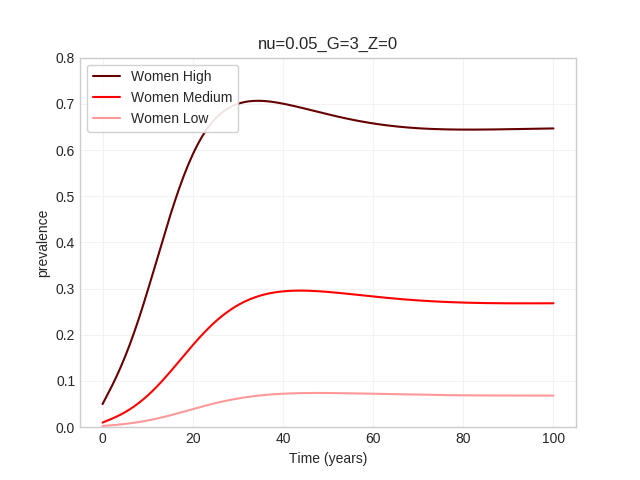 nu=0.05_G=3_Z=0
Women High
Women Medium
Women Low
prevalence
0.8
0.7
0.6
0.5
0.4
0.3
0.2
0.1
0.0
0 20 40 60 80 100
Time (years)